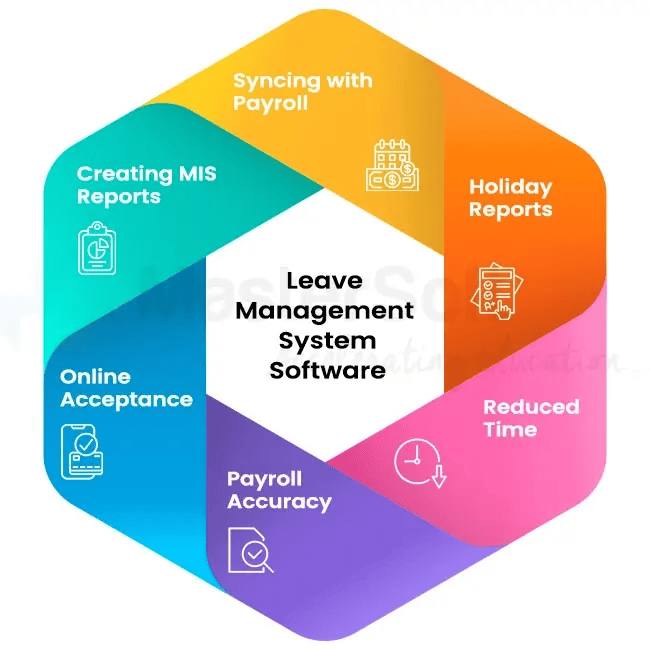 Syncing with
Payroll
Holiday
Reports
Reduced
Time
Payroll
Accuracy
Online
Acceptance
Creating MIS
Reports
Leave
Management
System
Software
MasterSoft
accelerating education